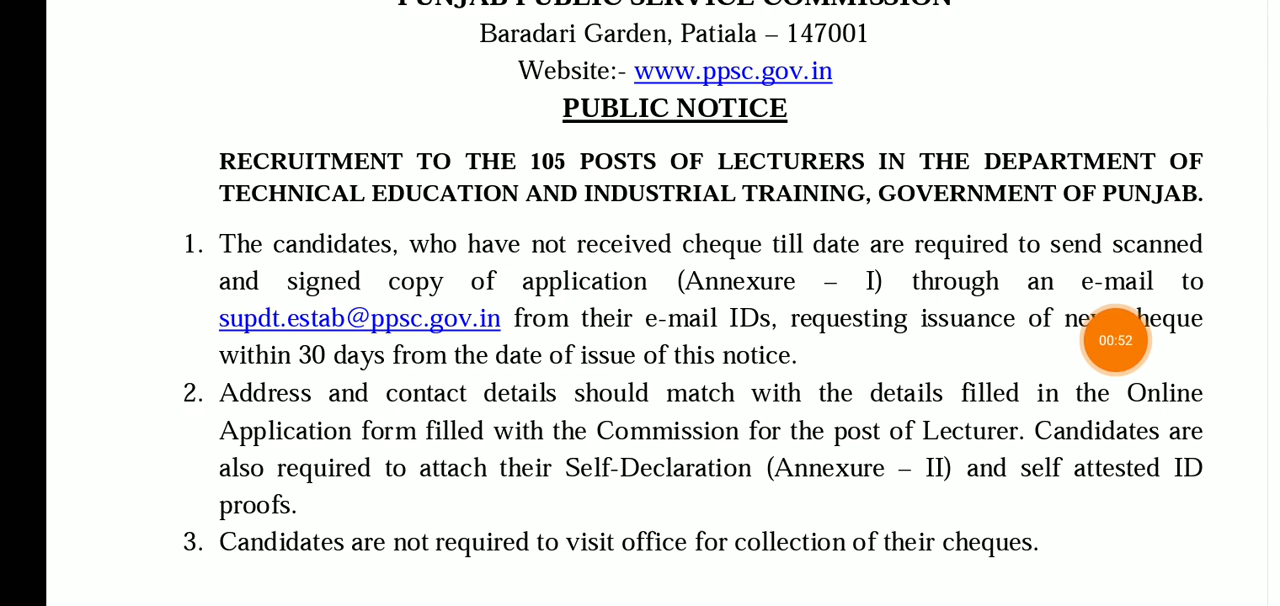 PUNJAB PUBLIC SERVICE COMMISSION
Baradari Garden, Patiala – 147001
Website:- www.ppsc.gov.in
PUBLIC NOTICE
RECRUITMENT TO THE 105 POSTS OF LECTURERS IN THE DEPARTMENT OF
TECHNICAL EDUCATION AND INDUSTRIAL TRAINING, GOVERNMENT OF PUNJAB.
1. The candidates, who have not received cheque till date are required to send scanned
and signed copy of application (Annexure – I) through an e-mail to
supdt.estab@ppsc.gov.in from their e-mail IDs, requesting issuance of new cheque
00:52
within 30 days from the date of issue of this notice.
2. Address and contact details should match with the details filled in the Online
Application form filled with the Commission for the post of Lecturer. Candidates are
also required to attach their Self-Declaration (Annexure – II) and self attested ID
proofs.
3. Candidates are not required to visit office for collection of their cheques.